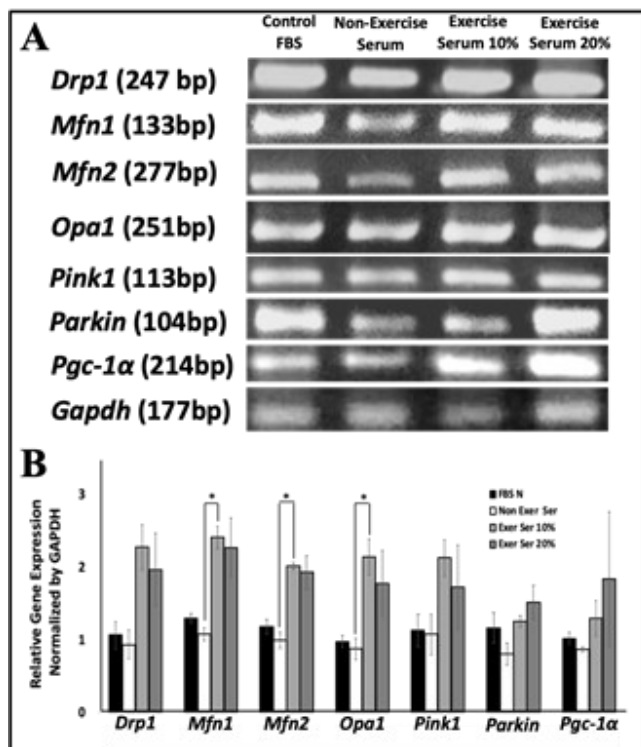 A
Control FBS
Non-Exercise Serum
Exercise Serum 10%
Exercise Serum 20%
Drp1 (247 bp)
Mfn1 (133bp)
Mfn2 (277bp)
Opa1 (251bp)
Pink1 (113bp)
Parkin (104bp)
Pgc-1α (214bp)
Gapdh (177bp)
B
Relative Gene Expression
Normalized by GAPDH
3
2
1
0
* * *
FBS N
Non Exer Ser
Exer Ser 10%
Exer Ser 20%
Drp1 Mfn1 Mfn2 Opa1 Pink1 Parkin Pgc-1α